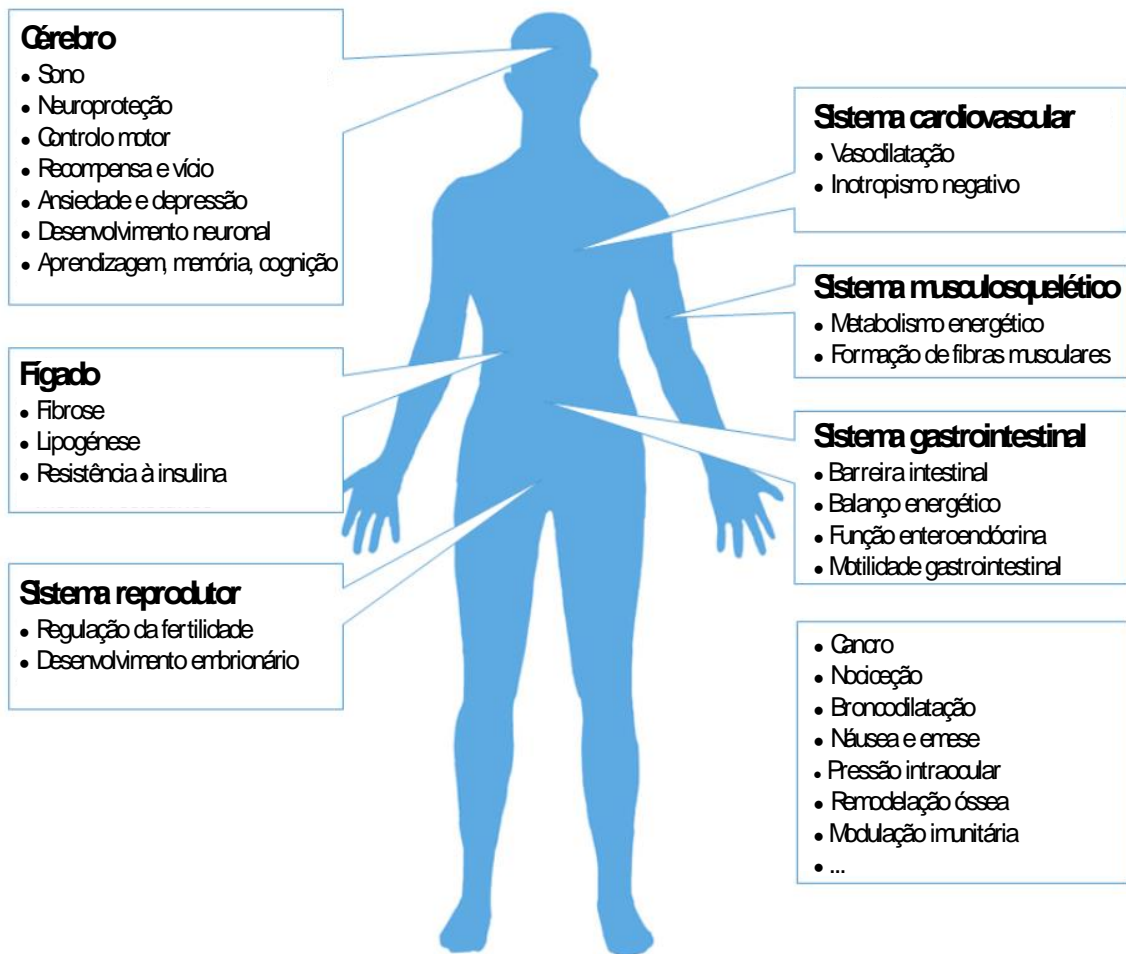 Cérebro
• Sono
• Neuroproteção
• Controlo motor
• Recompensa e vício
• Ansiedade e depressão
• Desenvolvimento neuronal
• Aprendizagem, memória, cognição
Fígado
• Fibrose
• Lipogénese
• Resistência à insulina
Sistema reprodutor
• Regulação da fertilidade
• Desenvolvimento embrionário
Sistema cardiovascular
• Vasodilatação
• Inotropismo negativo
Sistema musculosquelético
• Metabolismo energético
• Formação de fibras musculares
Sistema gastrointestinal
• Barreira intestinal
• Balanço energético
• Função enteroendócrina
• Motilidade gastrointestinal
• Cancro
• Nociceção
• Broncodilatação
• Náusea e emese
• Pressão intraocular
• Remodelação óssea
• Modulação imunitária
• ...